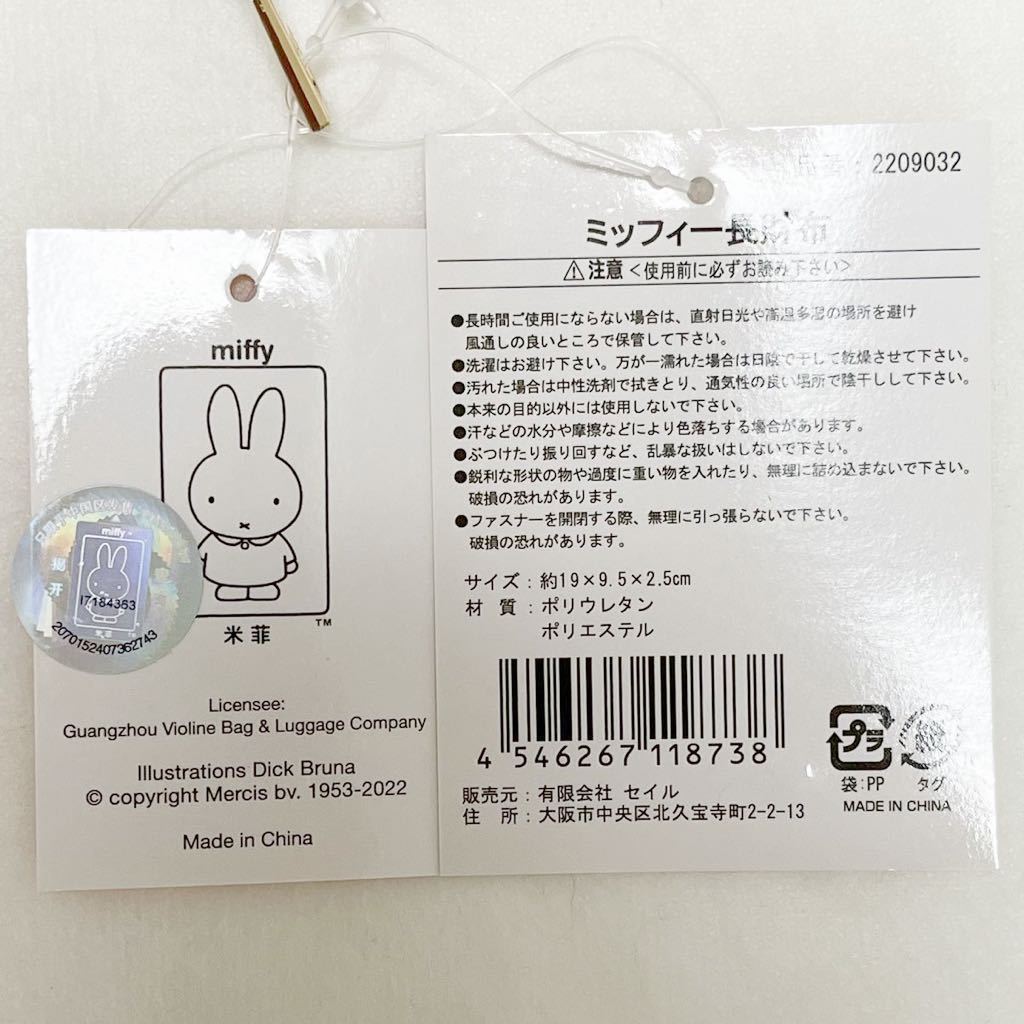 miffy
TM
米菲
miffy
揭开
17184353
米菲
2070152407362743
Licensee:
Guangzhou Violine Bag & Luggage Company
Illustrations Dick Bruna
© copyright Mercis bv. 1953-2022
Made in China
品番：2209032
ミッフィー長財布
⚠注意＜使用前に必ずお読み下さい＞
●長時間ご使用にならない場合は、直射日光や高温多湿の場所を避け
風通しの良いところで保管して下さい。
●洗濯はお避け下さい。万が一濡れた場合は日陰で干して乾燥させて下さい。
●汚れた場合は中性洗剤で拭きとり、通気性の良い場所で陰干しして下さい。
●本来の目的以外には使用しないで下さい。
●汗などの水分や摩擦などにより色落ちする場合があります。
●ぶつけたり振り回すなど、乱暴な扱いはしないで下さい。
●鋭利な形状の物や過度に重い物を入れたり、無理に詰め込まないで下さい。
破損の恐れがあります。
●ファスナーを開閉する際、無理に引っ張らないで下さい。
破損の恐れがあります。
サイズ：約19×9.5×2.5cm
材　質：ポリウレタン
ポリエステル
4 546267 118738
プラ
袋:PP
タグ
MADE IN CHINA
販売元：有限会社 セイル
住　所：大阪市中央区北久宝寺町2-2-13